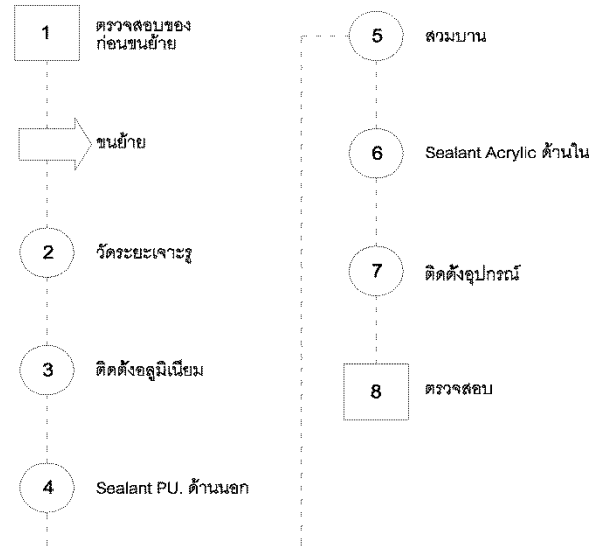 1
ตรวจสอบของ
ก่อนขนย้าย
ขนย้าย
2
วัดระยะเจาะรู
3
ติดตั้งอลูมิเนียม
4
Sealant PU. ด้านนอก
5
สวมบาน
6
Sealant Acrylic ด้านใน
7
ติดตั้งอุปกรณ์
8
ตรวจสอบ